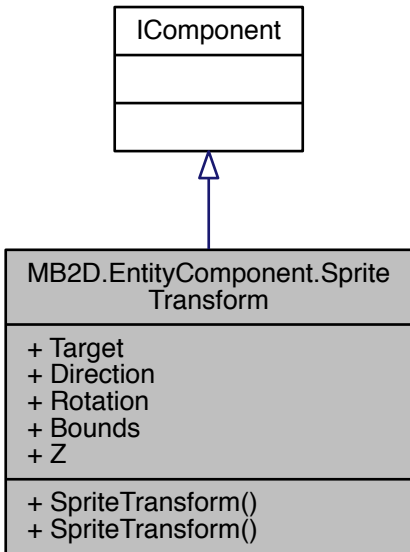 IComponent
MB2D.EntityComponent.Sprite
Transform
+ Target
+ Direction
+ Rotation
+ Bounds
+ Z
+ SpriteTransform()
+ SpriteTransform()